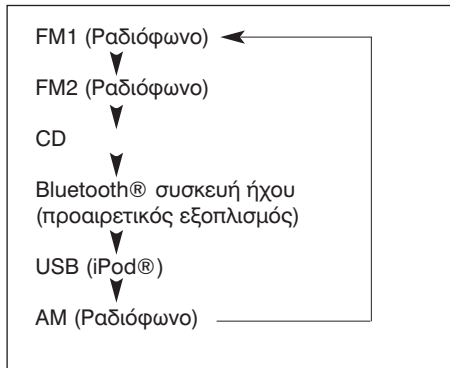 FM1 (Ραδιόφωνο)
FM2 (Ραδιόφωνο)
CD
Bluetooth® συσκευή ήχου
(προαιρετικός εξοπλισμός)
USB (iPod®)
AM (Ραδιόφωνο)